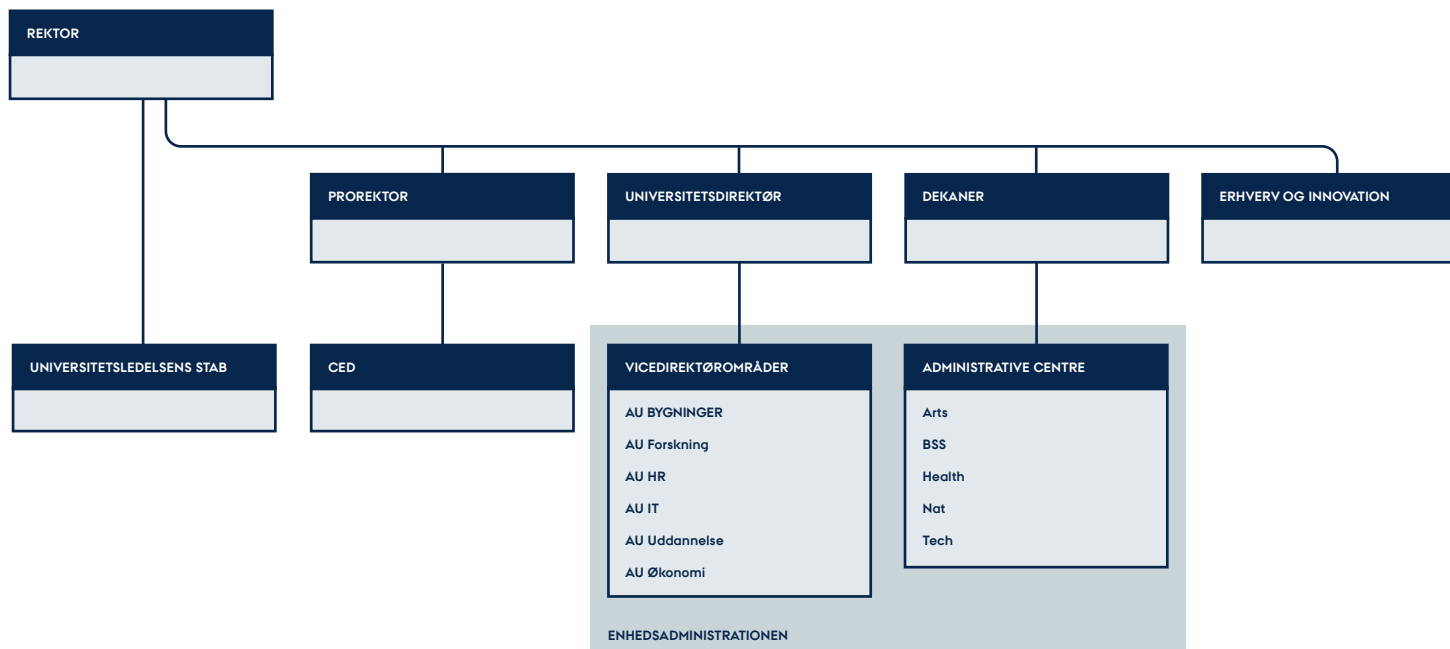 REKTOR
PROREKTOR
UNIVERSITETSDIREKTØR
DEKANER
ERHVERV OG INNOVATION
UNIVERSITETSLEDELSENS STAB
CED
VICEDIREKTØROMRÅDER
AU BYGNINGER
AU Forskning
AU HR
AU IT
AU Uddannelse
AU Økonomi
ADMINISTRATIVE CENTRE
Arts
BSS
Health
Nat
Tech
ENHEDSADMINISTRATIONEN